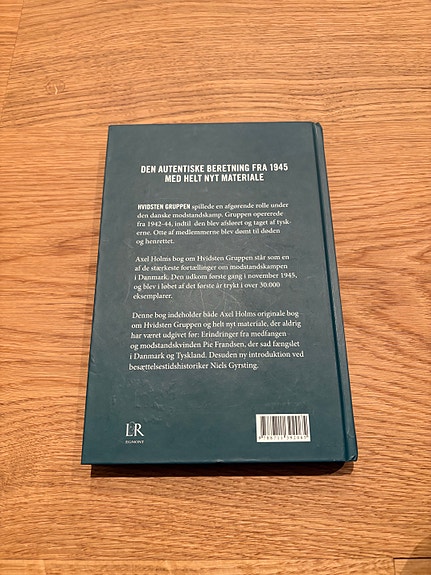 DEN AUTENTISKE BERETNING FRA 1945
MED HELT NYT MATERIALE
HVIDSTEN GRUPPEN spillede en afgørende rolle under
den danske modstandskamp. Gruppen opererede
fra 1942-44, indtil den blev afsløret og taget af tysk-
erne. Otte af medlemmerne blev dømt til døden
og henrettet.
Axel Holms bog om Hvidsten Gruppen står som en
af de stærkeste fortællinger om modstandskampen
i Danmark. Den udkom første gang i november 1945,
og blev i løbet af det første år trykt i over 30.000
eksemplarer.
Denne bog indeholder både Axel Holms originale bog
om Hvidsten Gruppen og helt nyt materiale, der aldrig
har været udgivet før: Erindringer fra medfangen
og modstandskvinden Pie Frandsen, der sad fængslet
i Danmark og Tyskland. Desuden ny introduktion ved
besættelsestidshistoriker Niels Gyrsting.
L&R
EGMONT